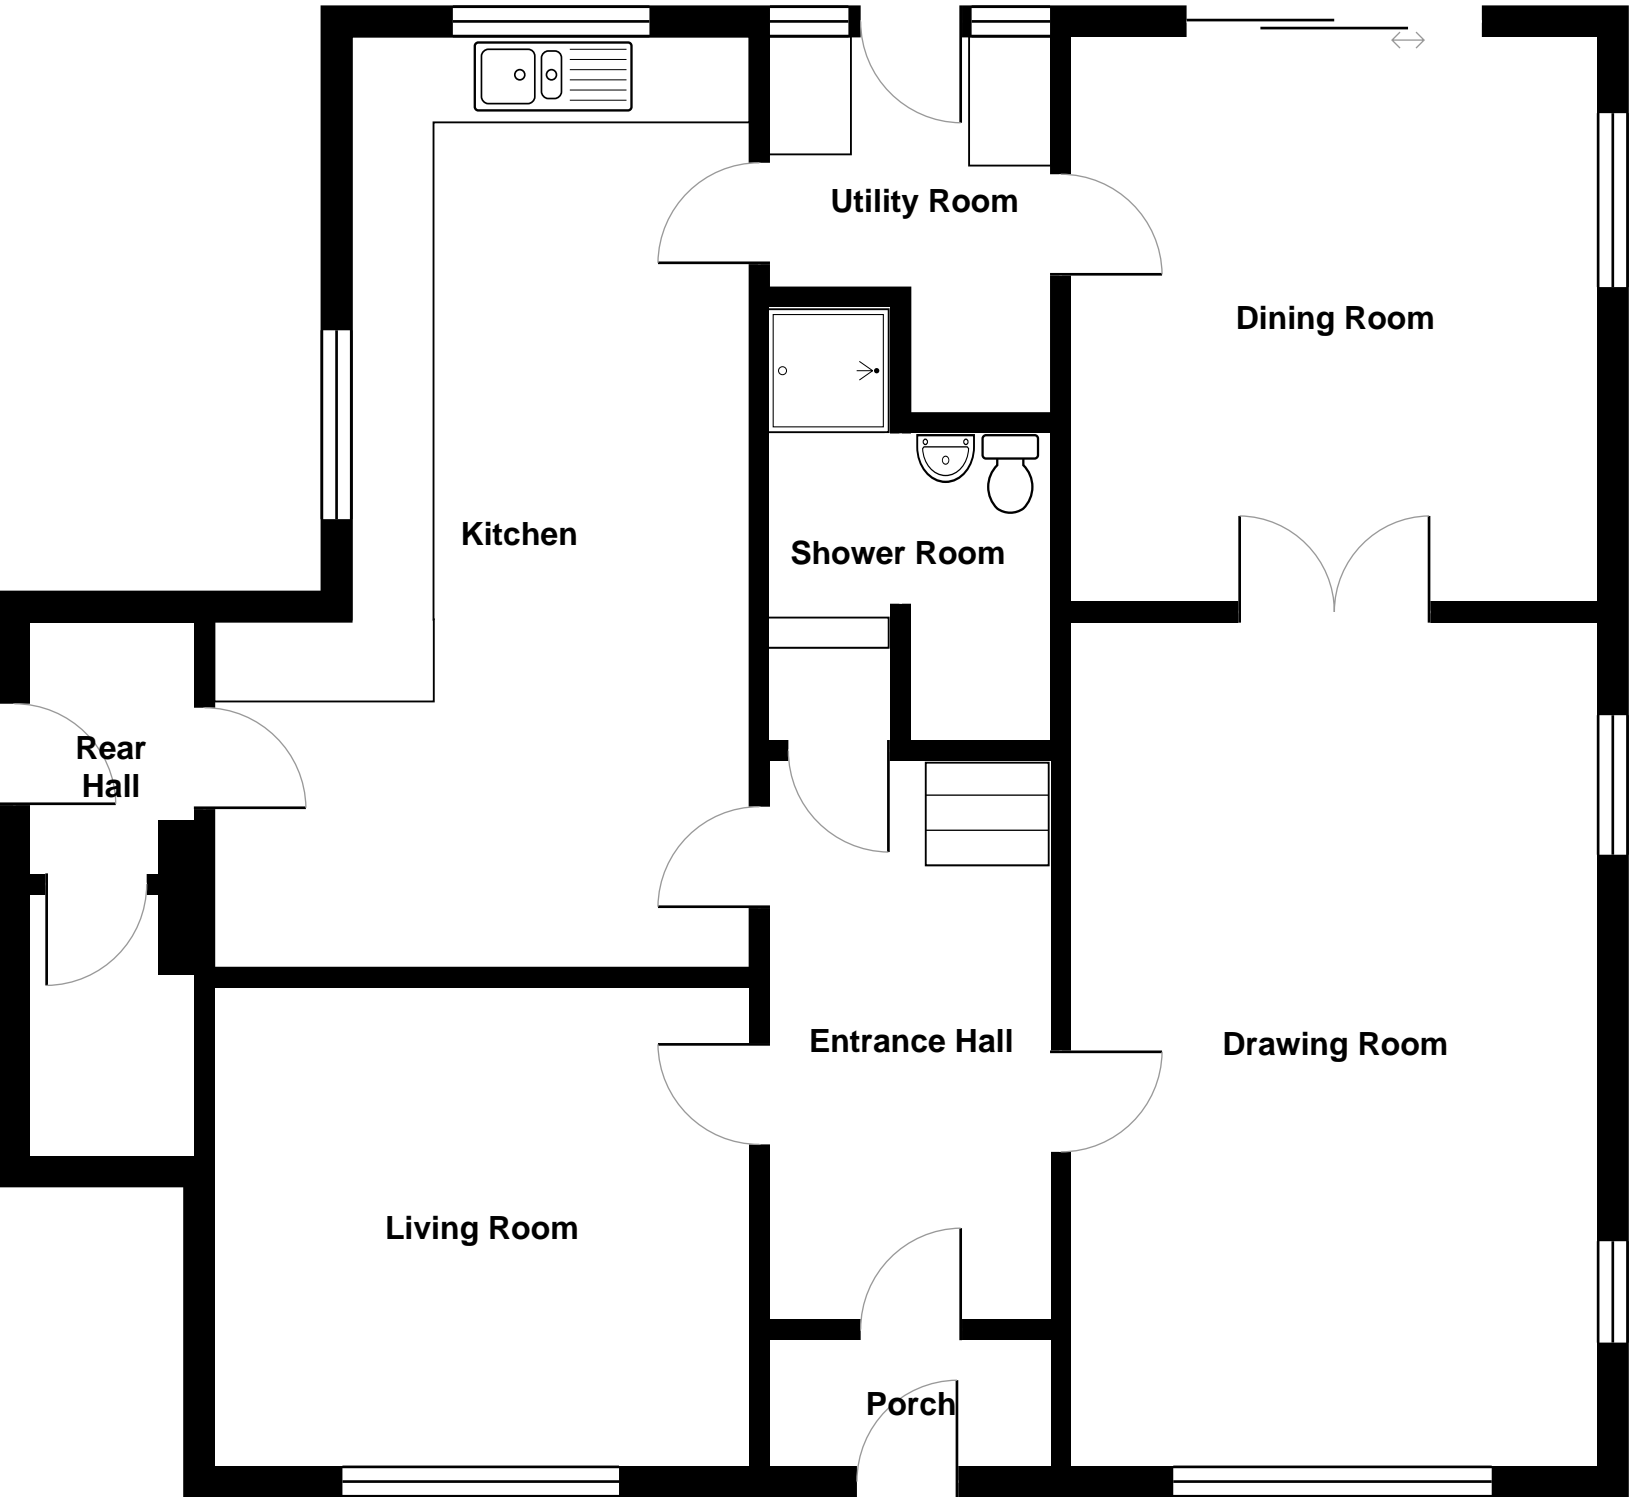 Utility Room
Dining Room
Kitchen
Shower Room
Rear
Hall
Entrance Hall
Drawing Room
Living Room
Porch